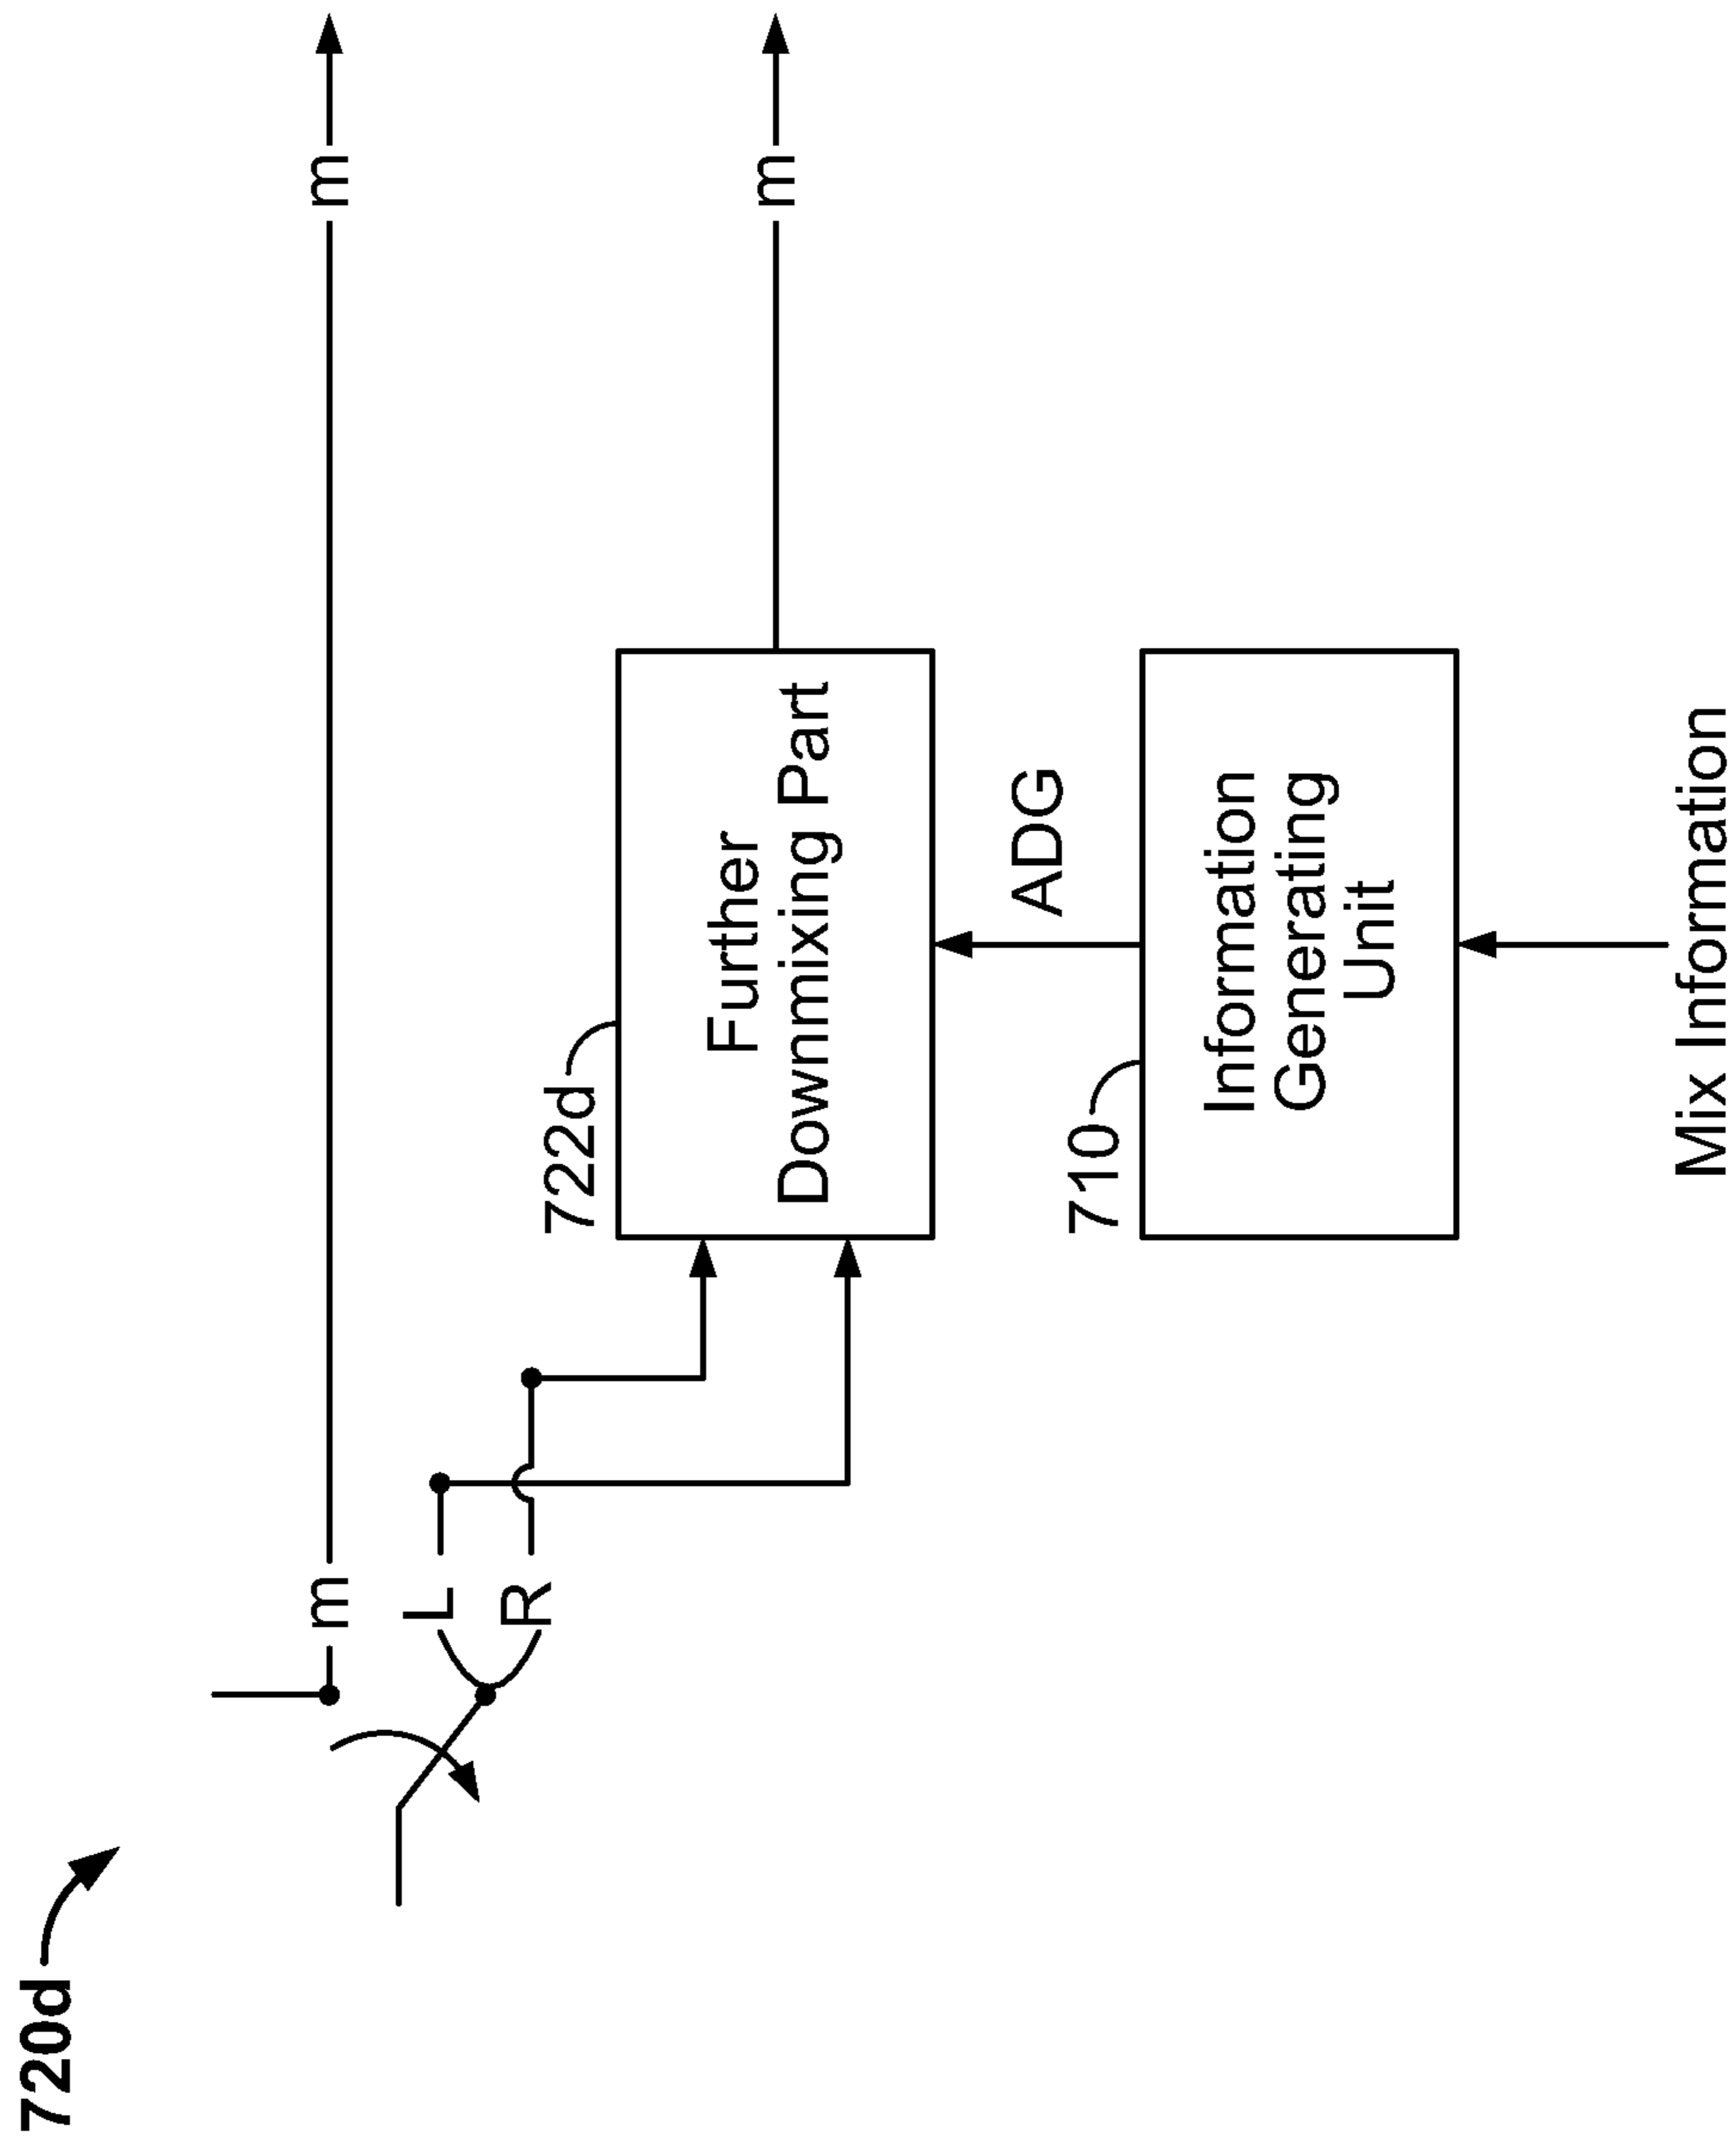 720d
m
m
L
R
722d
Further
Downmixing Part
m
ADG
710
Information
Generating
Unit
Mix Information